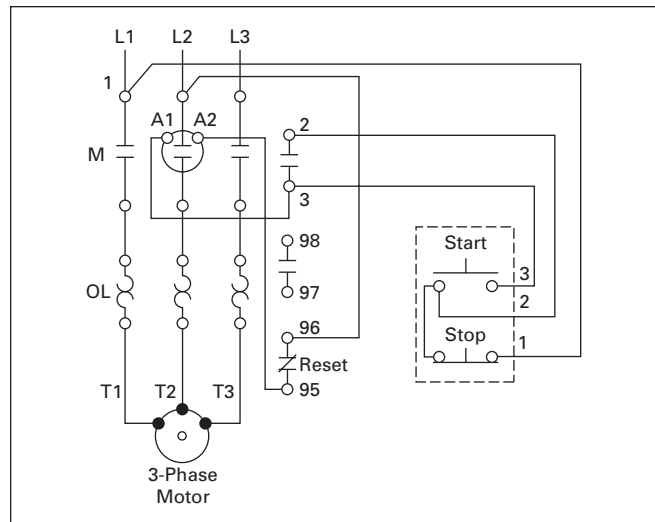 L1 L2 L3
1
A1 A2
2
M
3
98
Start
97
3
OL
2
96
Stop
1
Reset
95
T1 T2 T3
3-Phase
Motor